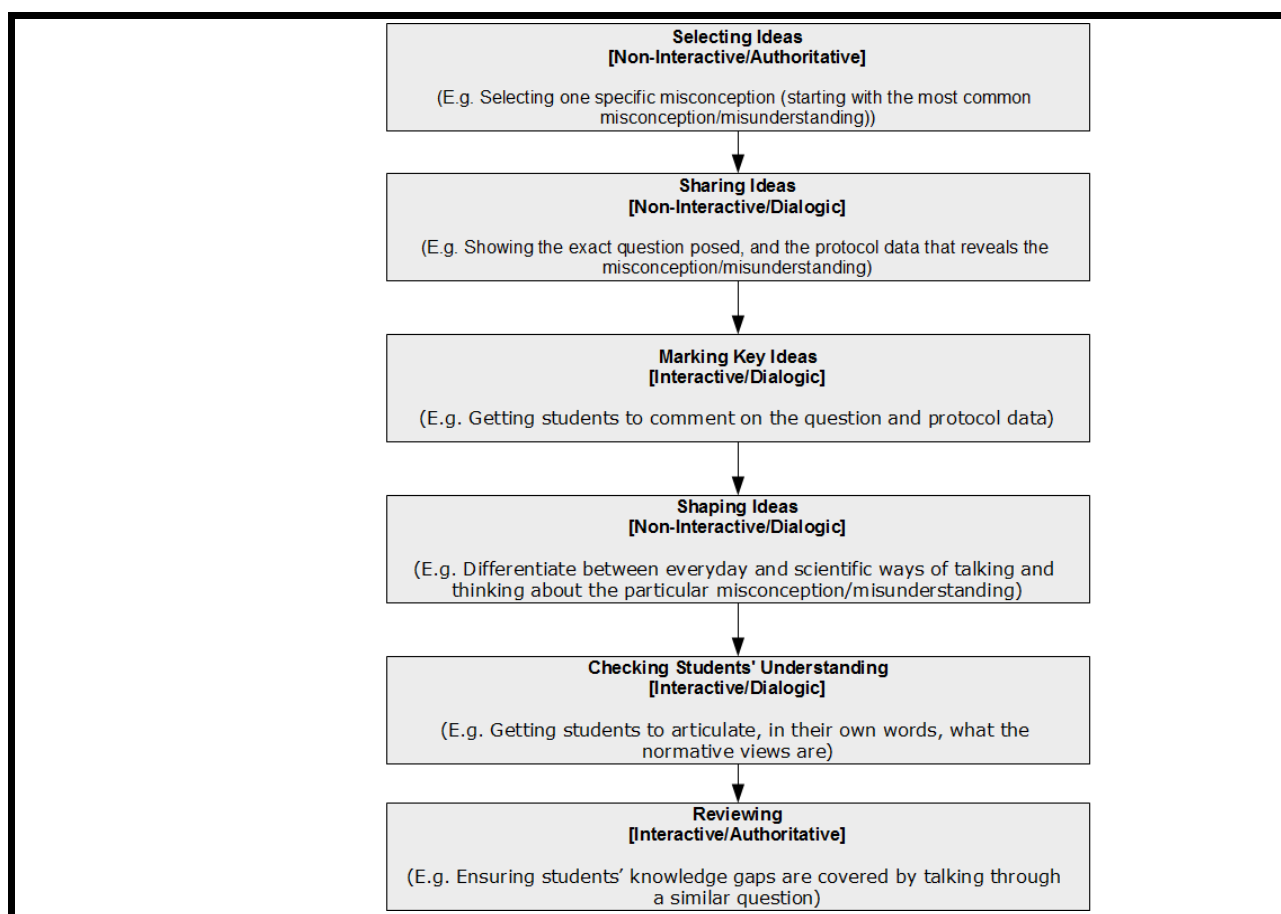 Selecting Ideas
[Non-Interactive/Authoritative]
(E.g. Selecting one specific misconception (starting with the most common
misconception/misunderstanding))
Sharing Ideas
[Non-Interactive/Dialogic]
(E.g. Showing the exact question posed, and the protocol data that reveals the
misconception/misunderstanding)
Marking Key Ideas
[Interactive/Dialogic]
(E.g. Getting students to comment on the question and protocol data)
Shaping Ideas
[Non-Interactive/Dialogic]
(E.g. Differentiate between everyday and scientific ways of talking and
thinking about the particular misconception/misunderstanding)
Checking Students' Understanding
[Interactive/Dialogic]
(E.g. Getting students to articulate, in their own words, what the
normative views are)
Reviewing
[Interactive/Authoritative]
(E.g. Ensuring students’ knowledge gaps are covered by talking through
a similar question)